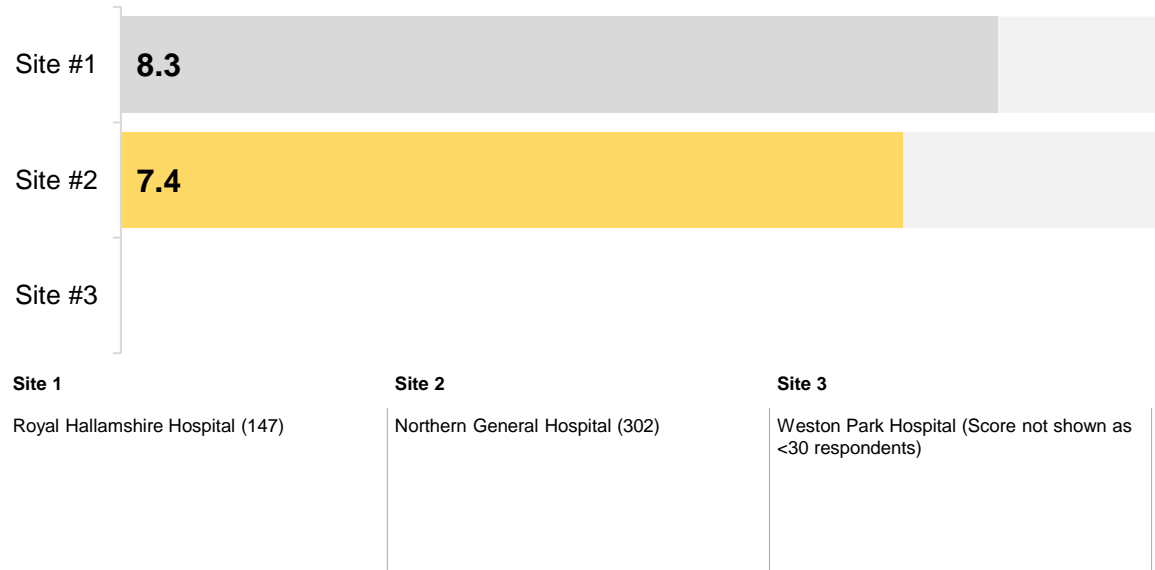 Site #1
8.3
Site #2
7.4
Site #3
Site 1
Site 2
Site 3
Royal Hallamshire Hospital (147)
Northern General Hospital (302)
Weston Park Hospital (Score not shown as
<30 respondents)